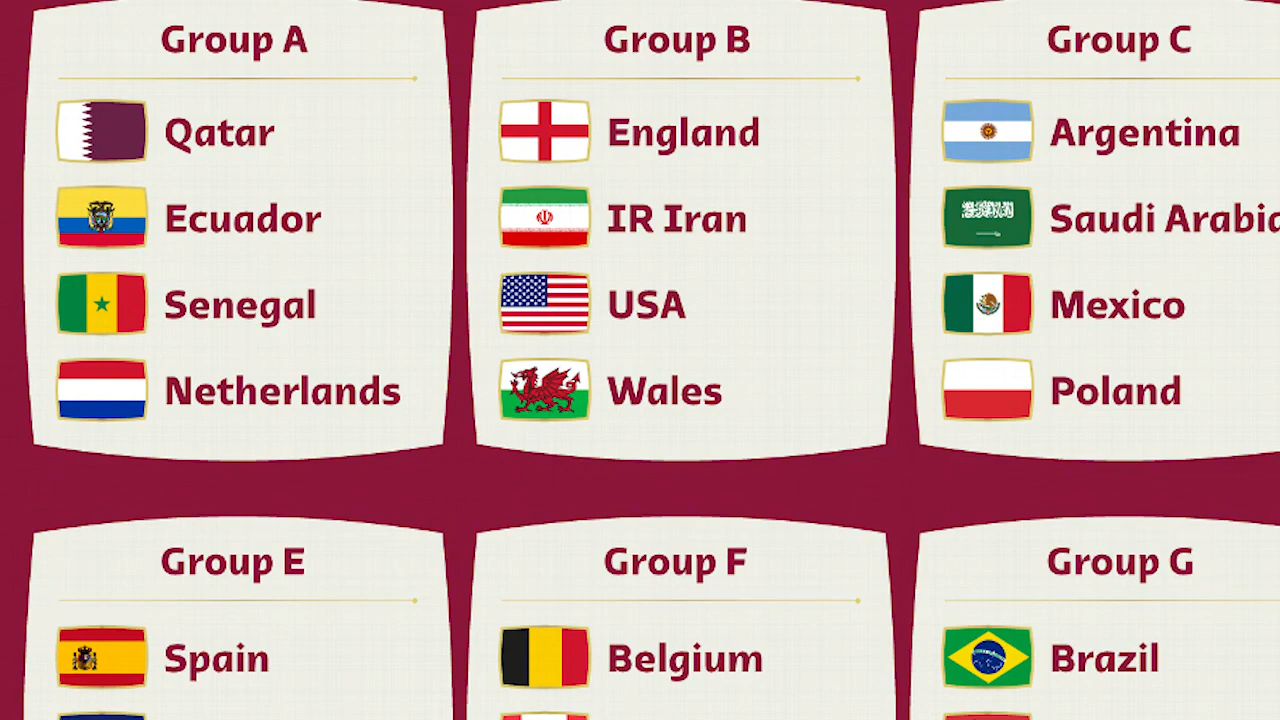 Group A
Qatar
Ecuador
Senegal
Netherlands
Group B
England
IR Iran
USA
Wales
Group C
Argentina
Saudi Arabia
Mexico
Poland
Group E
Spain
Group F
Belgium
Group G
Brazil